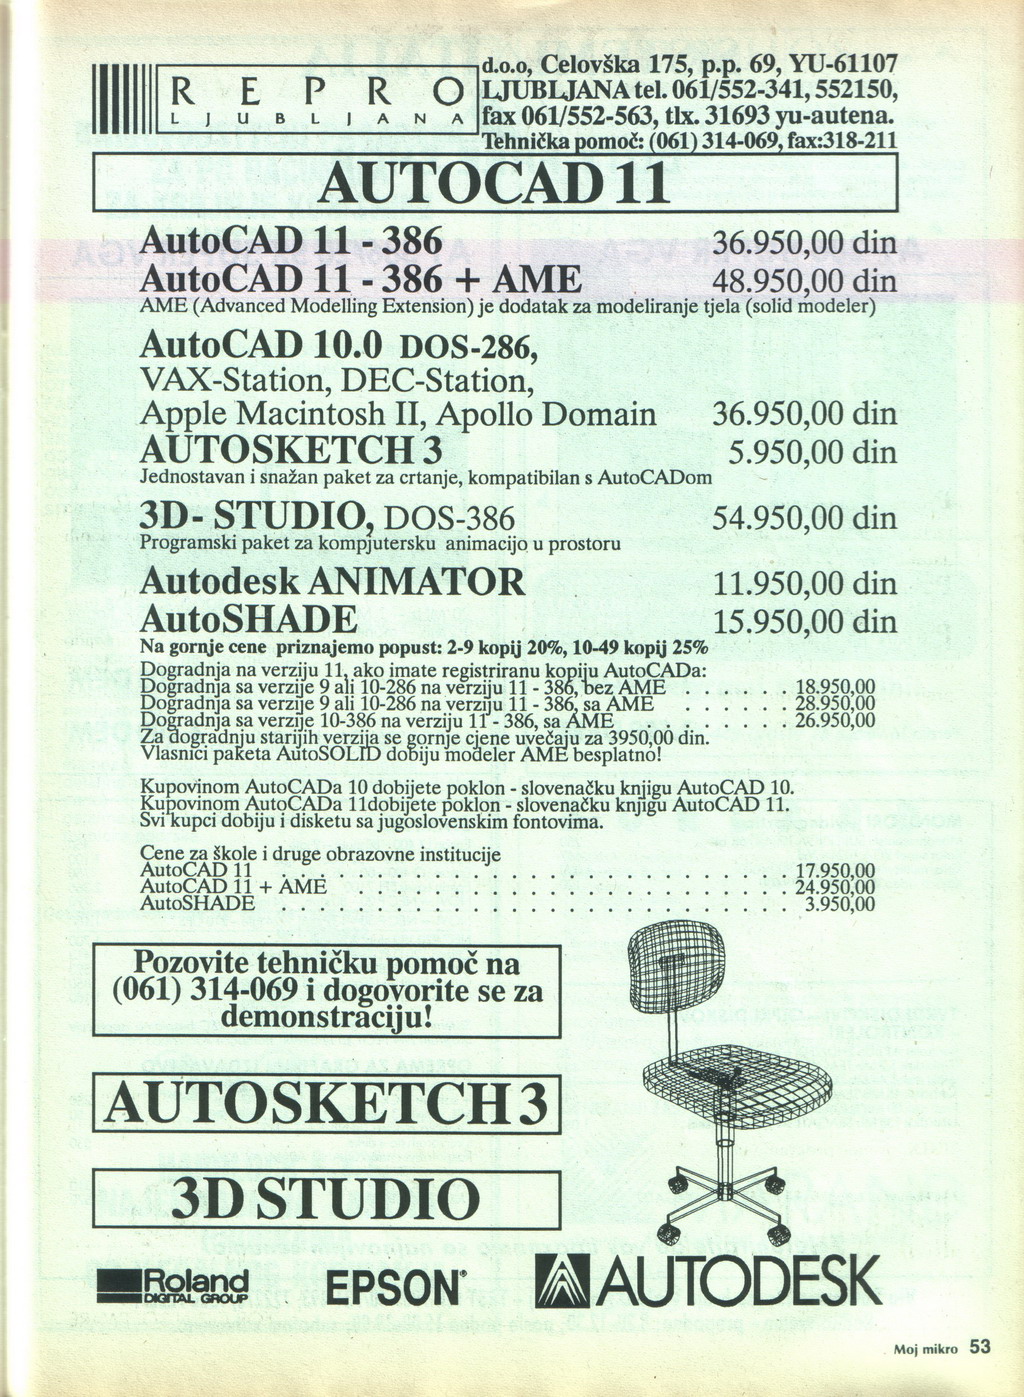 REPRO
LJUBLJANA
d.o.o, Celovška 175, p.p. 69, YU-61107
LJUBLJANA tel. 061/552-341, 552150,
fax 061/552-563, tlx. 31693 yu-autena.
Tehnička pomoč: (061) 314-069, fax:318-211
AUTOCAD 11
AutoCAD 11 - 386 36.950,00 din
AutoCAD 11 - 386 + AME 48.950,00 din
AME (Advanced Modelling Extension) je dodatak za modeliranje tjela (solid modeler)
AutoCAD 10.0 DOS-286,
VAX-Station, DEC-Station,
Apple Macintosh II, Apollo Domain 36.950,00 din
AUTOSKETCH 3 5.950,00 din
Jednostavan i snažan paket za crtanje, kompatibilan s AutoCADom
3D- STUDIO, DOS-386 54.950,00 din
Programski paket za kompjutersku animacijo u prostoru
Autodesk ANIMATOR 11.950,00 din
AutoSHADE 15.950,00 din
Na gornje cene priznajemo popust: 2-9 kopij 20%, 10-49 kopij 25%
Dogradnja na verziju 11, ako imate registriranu kopiju AutoCADa:
Dogradnja sa verzije 9 ali 10-286 na verziju 11 - 386, bez AME . . . . . . 18.950,00
Dogradnja sa verzije 9 ali 10-286 na verziju 11 - 386, sa AME . . . . . . 28.950,00
Dogradnja sa verzije 10-386 na verziju 11 - 386, sa AME . . . . . . . . . 26.950,00
Za dogradnju starijih verzija se gornje cjene uvečaju za 3950,00 din.
Vlasnici paketa AutoSOLID dobiju modeler AME besplatno!
Kupovinom AutoCADa 10 dobijete poklon - slovenačku knjigu AutoCAD 10.
Kupovinom AutoCADa 11dobijete poklon - slovenačku knjigu AutoCAD 11.
Svi kupci dobiju i disketu sa jugoslovenskim fontovima.
Cene za škole i druge obrazovne institucije
AutoCAD 11 . . . . . . . . . . . . . . . . . . . . . . . . 17.950,00
AutoCAD 11 + AME . . . . . . . . . . . . . . . . . . . . . 24.950,00
AutoSHADE . . . . . . . . . . . . . . . . . . . . . . . . 3.950,00
Pozovite tehničku pomoč na
(061) 314-069 i dogovorite se za
demonstraciju!
AUTOSKETCH 3
3D STUDIO
Roland
DIGITAL GROUP
EPSON®
AUTODESK
Moj mikro 53